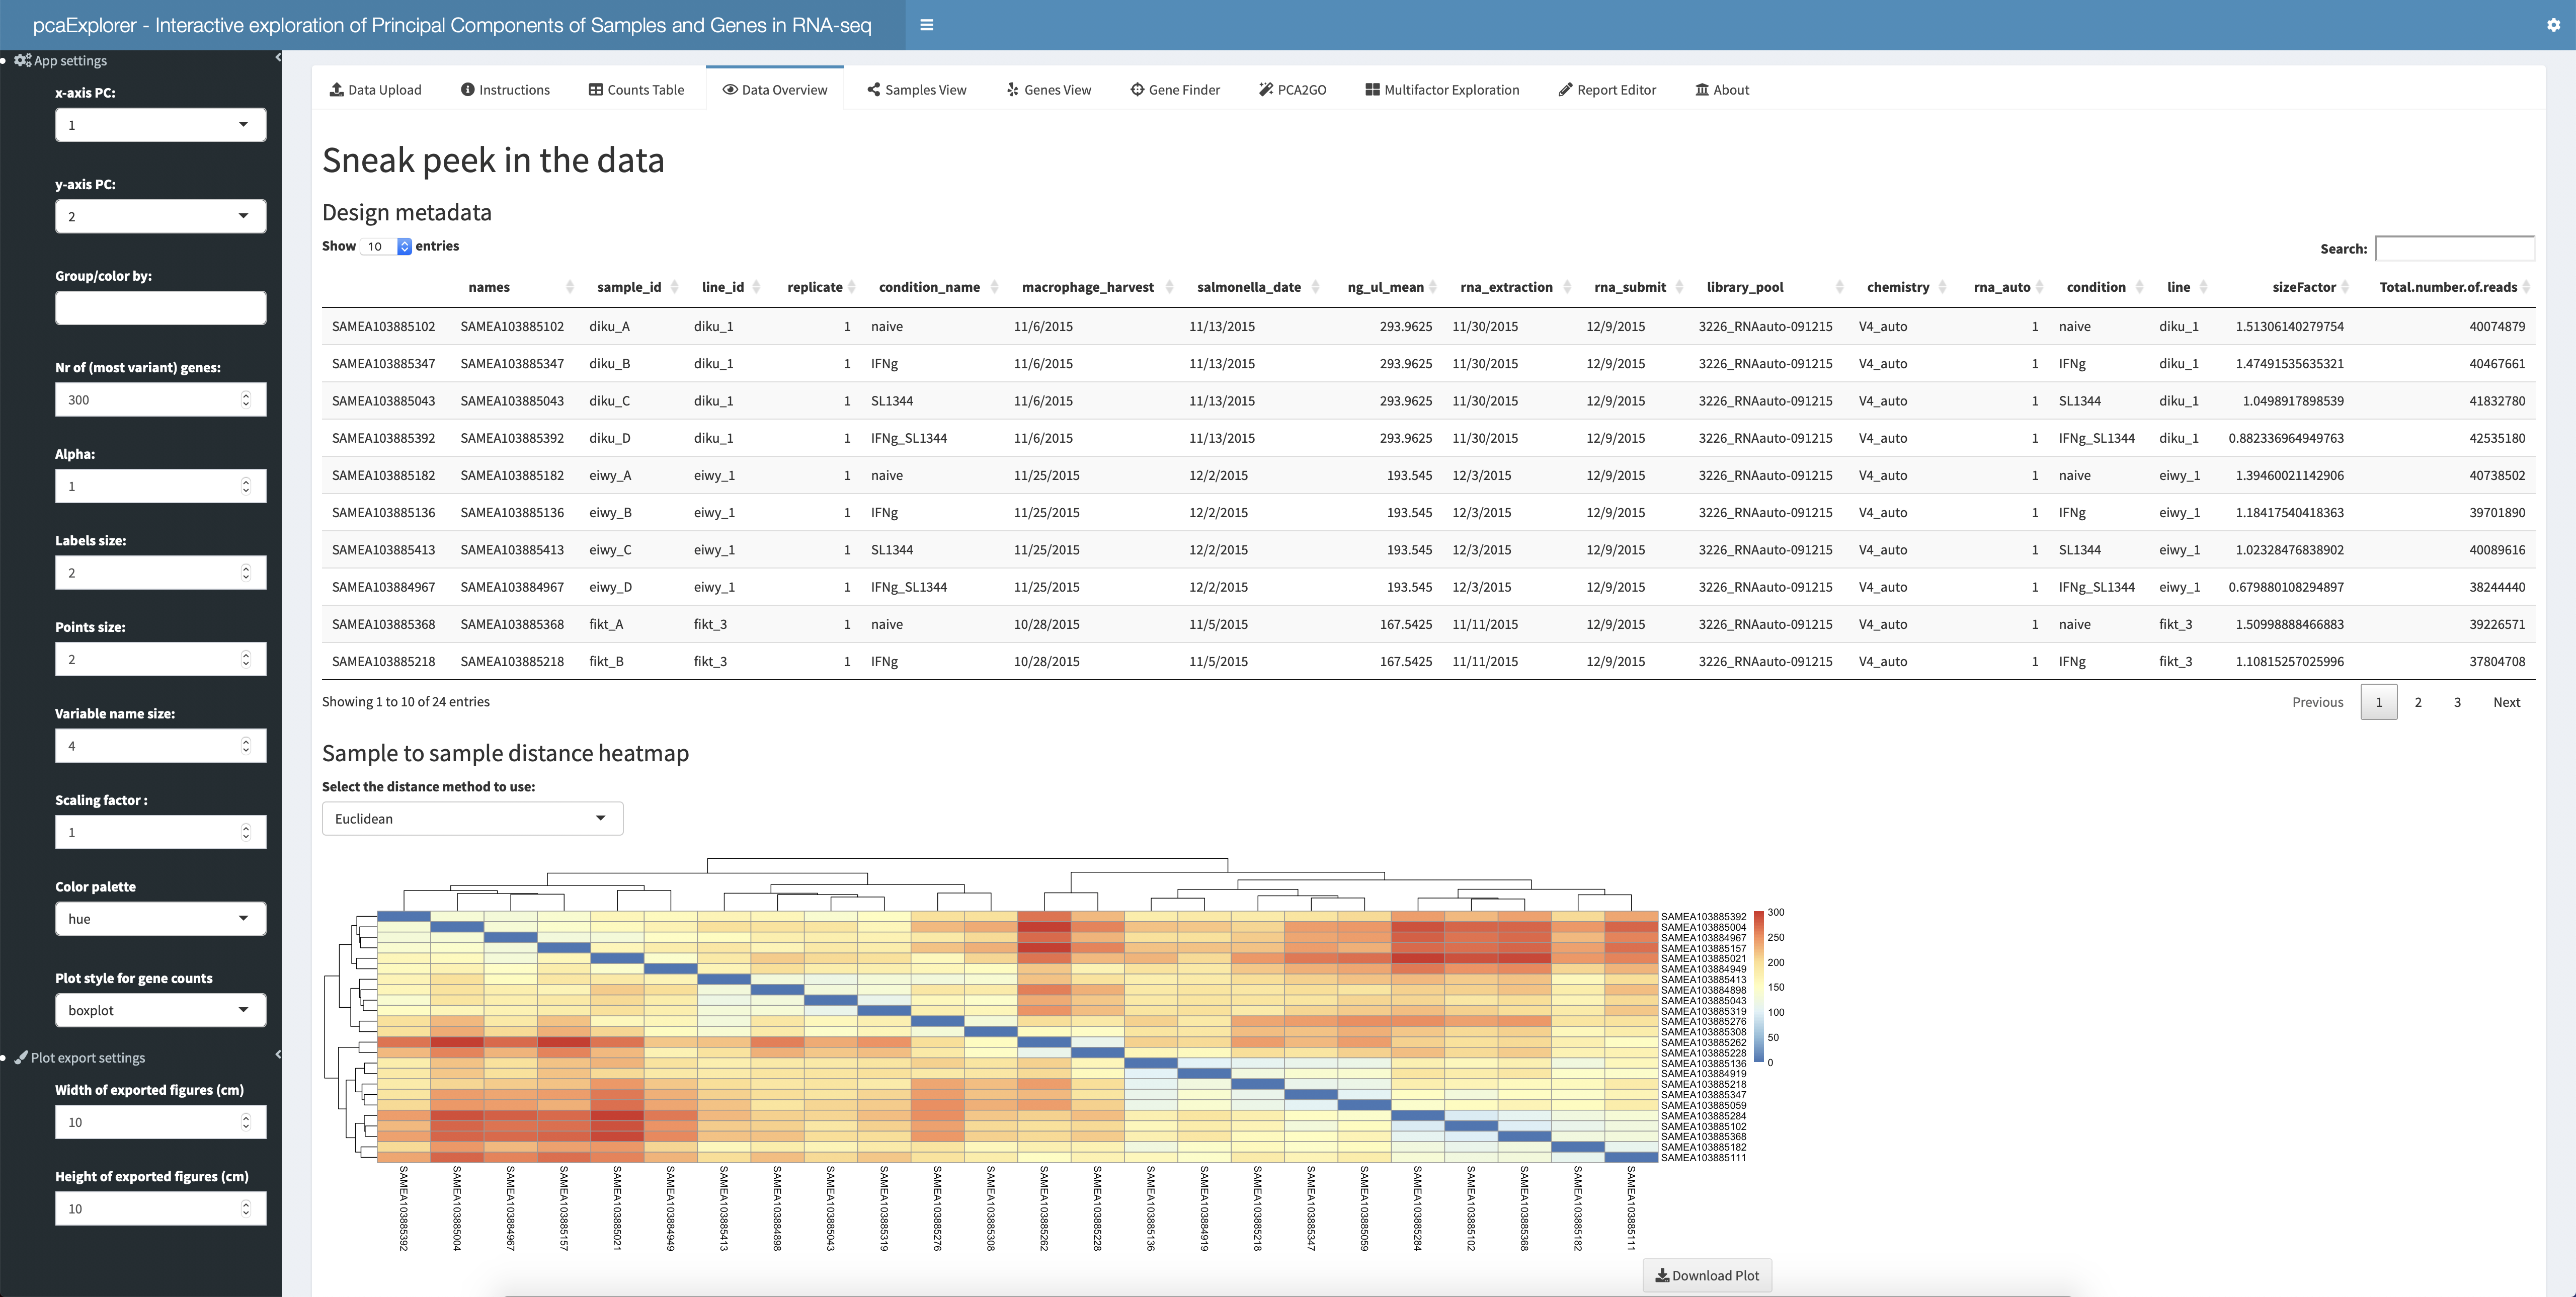 pcaExplorer - Interactive exploration of Principal Components of Samples and Genes in RNA-seq
App settings
x-axis PC:
1
y-axis PC:
2
Group/color by:
Nr of (most variant) genes:
300
Alpha:
1
Labels size:
2
Points size:
2
Variable name size:
4
Scaling factor :
1
Color palette
hue
Plot style for gene counts
boxplot
Plot export settings
Width of exported figures (cm)
10
Height of exported figures (cm)
10
Data Upload Instructions Counts Table Data Overview Samples View Genes View Gene Finder PCA2GO Multifactor Exploration Report Editor About
Sneak peek in the data
Design metadata
Show 10 entries
Search:
names sample_id line_id replicate condition_name macrophage_harvest salmonella_date ng_ul_mean rna_extraction rna_submit library_pool chemistry rna_auto condition line sizeFactor Total.number.of.reads
SAMEA103885102 SAMEA103885102 diku_A diku_1 1 naive 11/6/2015 11/13/2015 293.9625 11/30/2015 12/9/2015 3226_RNAauto-091215 V4_auto 1 naive diku_1 1.51306140279754 40074879
SAMEA103885347 SAMEA103885347 diku_B diku_1 1 IFNg 11/6/2015 11/13/2015 293.9625 11/30/2015 12/9/2015 3226_RNAauto-091215 V4_auto 1 IFNg diku_1 1.47491535635321 40467661
SAMEA103885043 SAMEA103885043 diku_C diku_1 1 SL1344 11/6/2015 11/13/2015 293.9625 11/30/2015 12/9/2015 3226_RNAauto-091215 V4_auto 1 SL1344 diku_1 1.0498917898539 41832780
SAMEA103885392 SAMEA103885392 diku_D diku_1 1 IFNg_SL1344 11/6/2015 11/13/2015 293.9625 11/30/2015 12/9/2015 3226_RNAauto-091215 V4_auto 1 IFNg_SL1344 diku_1 0.882336964949763 42535180
SAMEA103885182 SAMEA103885182 eiwy_A eiwy_1 1 naive 11/25/2015 12/2/2015 193.545 12/3/2015 12/9/2015 3226_RNAauto-091215 V4_auto 1 naive eiwy_1 1.39460021142906 40738502
SAMEA103885136 SAMEA103885136 eiwy_B eiwy_1 1 IFNg 11/25/2015 12/2/2015 193.545 12/3/2015 12/9/2015 3226_RNAauto-091215 V4_auto 1 IFNg eiwy_1 1.18417540418363 39701890
SAMEA103885413 SAMEA103885413 eiwy_C eiwy_1 1 SL1344 11/25/2015 12/2/2015 193.545 12/3/2015 12/9/2015 3226_RNAauto-091215 V4_auto 1 SL1344 eiwy_1 1.02328476838902 40089616
SAMEA103884967 SAMEA103884967 eiwy_D eiwy_1 1 IFNg_SL1344 11/25/2015 12/2/2015 193.545 12/3/2015 12/9/2015 3226_RNAauto-091215 V4_auto 1 IFNg_SL1344 eiwy_1 0.679880108294897 38244440
SAMEA103885368 SAMEA103885368 fikt_A fikt_3 1 naive 10/28/2015 11/5/2015 167.5425 11/11/2015 12/9/2015 3226_RNAauto-091215 V4_auto 1 naive fikt_3 1.50998888466883 39226571
SAMEA103885218 SAMEA103885218 fikt_B fikt_3 1 IFNg 10/28/2015 11/5/2015 167.5425 11/11/2015 12/9/2015 3226_RNAauto-091215 V4_auto 1 IFNg fikt_3 1.10815257025996 37804708
Showing 1 to 10 of 24 entries
Previous 1 2 3 Next
Sample to sample distance heatmap
Select the distance method to use:
Euclidean
SAMEA103885392
SAMEA103885004
SAMEA103884967
SAMEA103885157
SAMEA103885021
SAMEA103884949
SAMEA103885413
SAMEA103884898
SAMEA103885043
SAMEA103885319
SAMEA103885276
SAMEA103885308
SAMEA103885262
SAMEA103885228
SAMEA103885136
SAMEA103884919
SAMEA103885218
SAMEA103885347
SAMEA103885059
SAMEA103885284
SAMEA103885102
SAMEA103885368
SAMEA103885182
SAMEA103885111
300
250
200
150
100
50
0
SAMEA103885392
SAMEA103885004
SAMEA103884967
SAMEA103885157
SAMEA103885021
SAMEA103884949
SAMEA103885413
SAMEA103884898
SAMEA103885043
SAMEA103885319
SAMEA103885276
SAMEA103885308
SAMEA103885262
SAMEA103885228
SAMEA103885136
SAMEA103884919
SAMEA103885218
SAMEA103885347
SAMEA103885059
SAMEA103885284
SAMEA103885102
SAMEA103885368
SAMEA103885182
SAMEA103885111
Download Plot